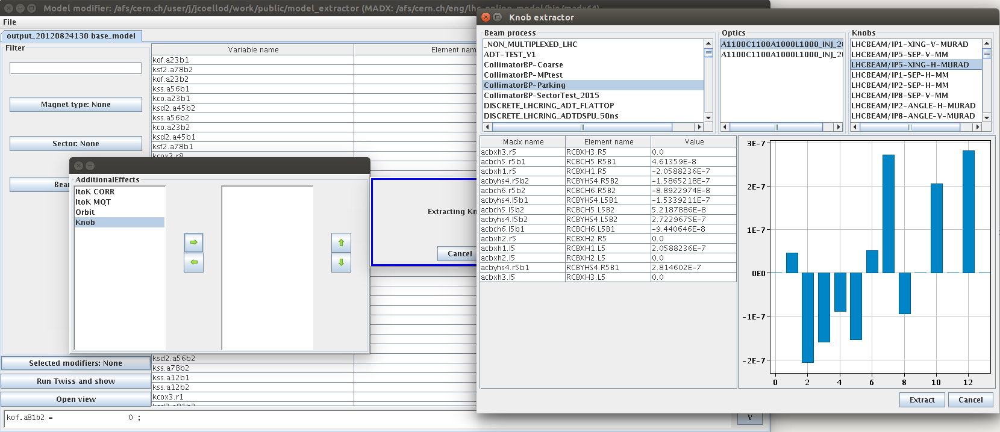 Model modifier: /afs/cern.ch/user/j/jcoellod/work/public/model_extractor (MADX: /afs/cern.ch/eng/lhc_online_model/bin/madx64)
File
output_20120824130 base_model
Filter
Magnet type: None
Sector: None
Bea
Selected modifiers: None
Run Twiss and show
Open view
Variable name
Element name
kof.a23b1
ksf2.a78b2
kof.a23b2
kss.a56b1
kco.a23b1
ksd2.a45b2
kss.a56b2
kco.a23b2
ksd2.a45b1
ksf2.a78b1
kcox3.r8
ksd2.a56b2
kss.a78b2
kss.a12b1
kss.a12b2
kcox3.r1
ksd2.a81b2
kof.a81b2 = 0 ;
V
AdditionalEffects
ItoK CORR
ItoK MQT
Orbit
Knob
Extracting Kn
Cancel
Knob extractor
Beam process
_NON_MULTIPLEXED_LHC
ADT-TEST_V1
CollimatorBP-Coarse
CollimatorBP-MPtest
CollimatorBP-Parking
CollimatorBP-SectorTest_2015
DISCRETE_LHCRING_ADT_FLATTOP
DISCRETE_LHCRING_ADTDSPU_50ns
Optics
A1100C1100A1000L1000_INJ_20
A1100C1100A1000L1000_INJ_20
Knobs
LHCBEAM/IP1-XING-V-MURAD
LHCBEAM/IP5-SEP-V-MM
LHCBEAM/IP5-XING-H-MURAD
LHCBEAM/IP1-SEP-H-MM
LHCBEAM/IP2-SEP-H-MM
LHCBEAM/IP8-SEP-V-MM
LHCBEAM/IP2-ANGLE-H-MURAD
LHCBEAM/IP8-ANGLE-V-MURAD
Madx name Element name Value
acbxh3.r5 RCBXH3.R5 0.0
acbch5.r5b1 RCBCH5.R5B1 4.61359E-8
acbxh1.r5 RCBXH1.R5 -2.0588236E-7
acbyhs4.r5b2 RCBYHS4.R5B2 -1.5865218E-7
acbch6.r5b2 RCBCH6.R5B2 -8.8922974E-8
acbyhs4.l5b1 RCBYHS4.L5B1 -1.5339211E-7
acbch5.l5b2 RCBCH5.L5B2 5.2187886E-8
acbyhs4.l5b2 RCBYHS4.L5B2 2.7229675E-7
acbch6.l5b1 RCBCH6.L5B1 -9.440646E-8
acbxh2.r5 RCBXH2.R5 0.0
acbxh1.l5 RCBXH1.L5 2.0588236E-7
acbxh2.l5 RCBXH2.L5 0.0
acbyhs4.r5b1 RCBYHS4.R5B1 2.814602E-7
acbxh3.l5 RCBXH3.L5 0.0
3E-7
2E-7
1E-7
0E0
-1E-7
-2E-7
0 2 4 6 8 10 12
Extract
Cancel